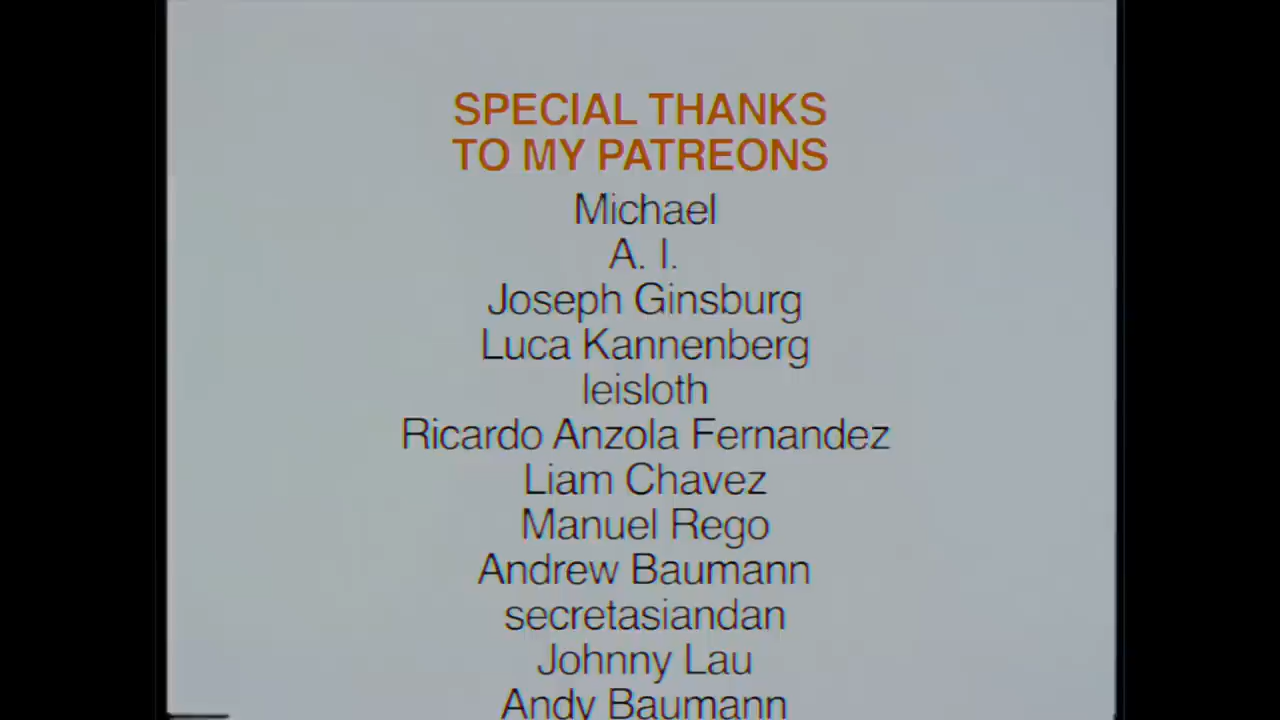 SPECIAL THANKS
TO MY PATREONS
Michael
A. I.
Joseph Ginsburg
Luca Kannenberg
leisloth
Ricardo Anzola Fernandez
Liam Chavez
Manuel Rego
Andrew Baumann
secretasiandan
Johnny Lau
Andy Baumann